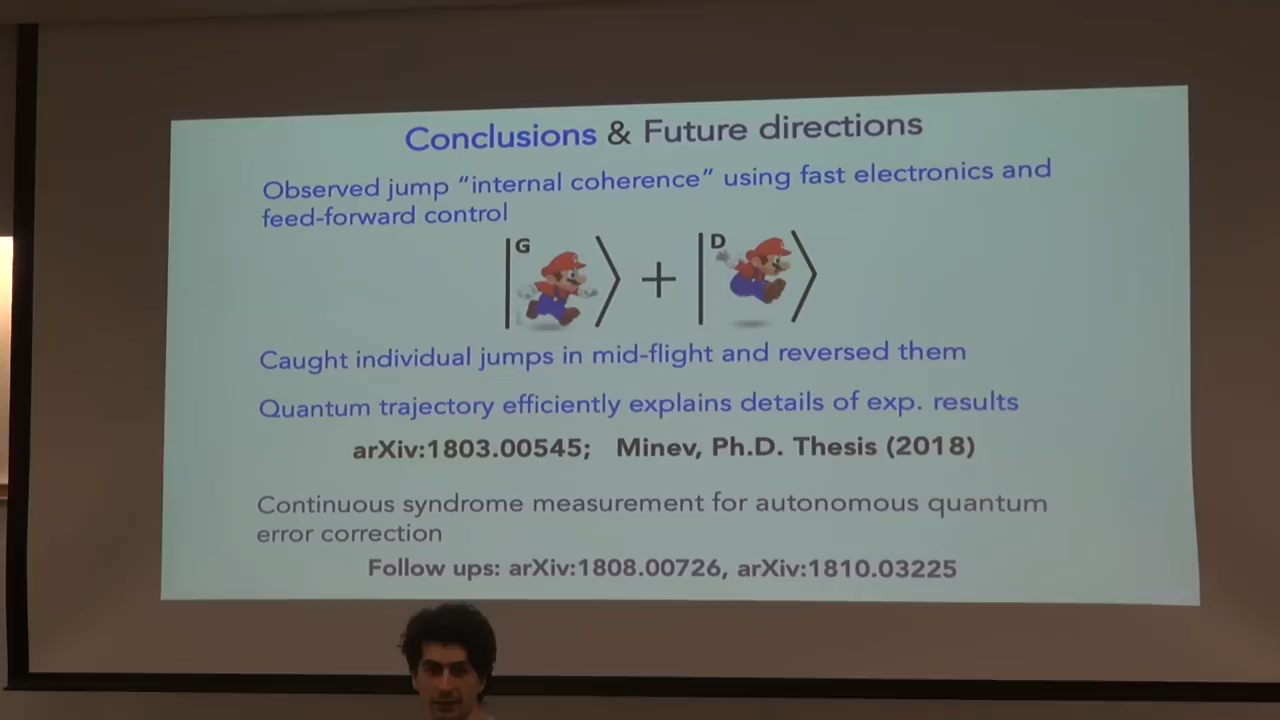 Conclusions & Future directions
Observed jump “internal coherence” using fast electronics and
feed-forward control
|G⟩ + |D⟩
Caught individual jumps in mid-flight and reversed them
Quantum trajectory efficiently explains details of exp. results
arXiv:1803.00545; Minev, Ph.D. Thesis (2018)
Continuous syndrome measurement for autonomous quantum
error correction
Follow ups: arXiv:1808.00726, arXiv:1810.03225